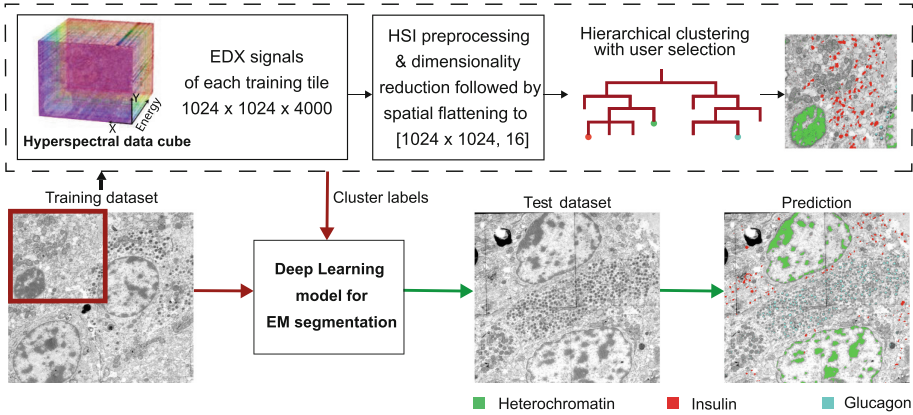 EDX signals
of each training tile
1024 x 1024 x 4000
Y
X
Energy
Hyperspectral data cube
HSI preprocessing
& dimensionality
reduction followed by
spatial flattening to
[1024 x 1024, 16]
Hierarchical clustering
with user selection
Training dataset
Cluster labels
Deep Learning
model for
EM segmentation
Test dataset
Prediction
Heterochromatin
Insulin
Glucagon